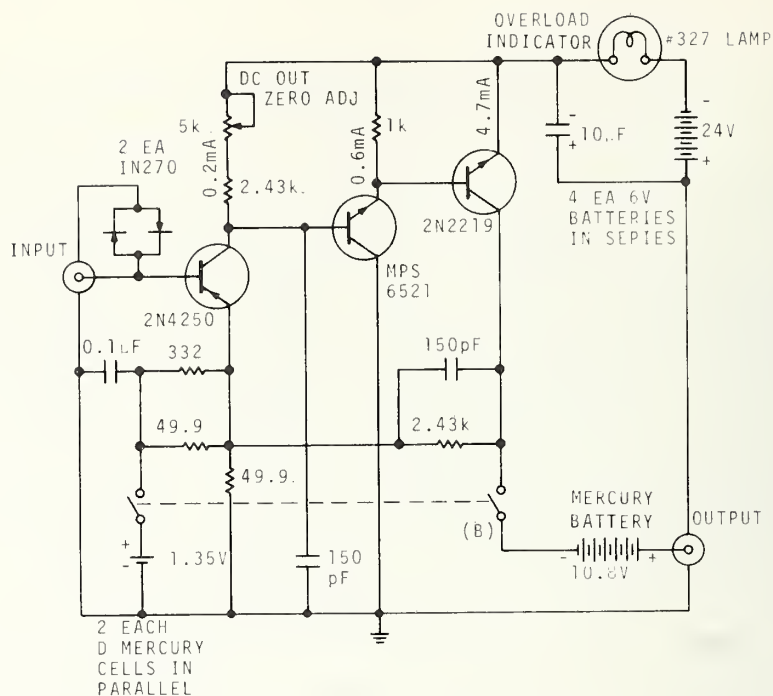 OVERLOAD
INDICATOR
#327 LAMP
DC OUT
ZERO ADJ
5k
0.2mA
2.43k
1k
0.6mA
4.7mA
-
+
10µF
-
24V
+
2 EA
IN270
INPUT
2N4250
MPS
6521
2N2219
4 EA 6V
BATTERIES
IN SEPIES
0.1µF
332
49.9
49.9
150pF
2.43k
(B)
MERCURY
BATTERY
OUTPUT
- +
10.8V
+
-
1.35V
150
pF
2 EACH
D MERCURY
CELLS IN
PARALLEL